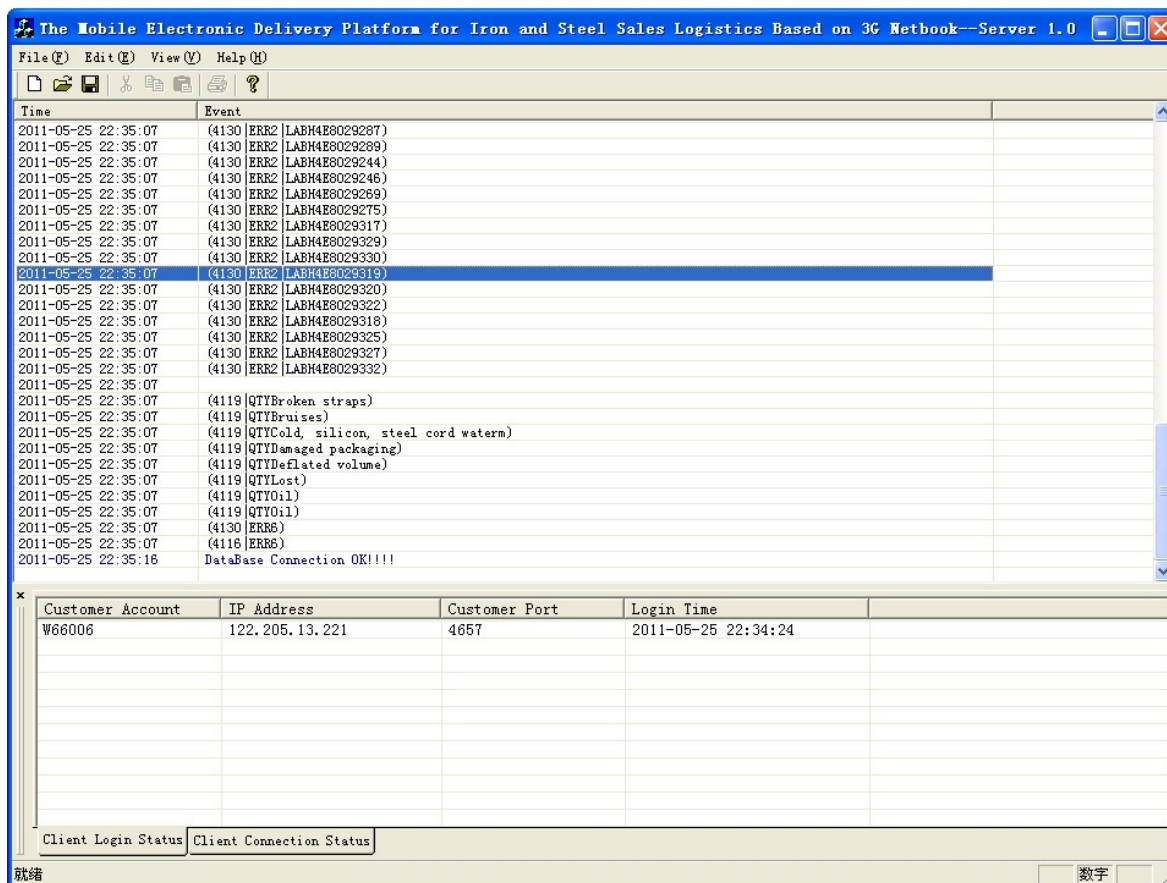 The Mobile Electronic Delivery Platform for Iron and Steel Sales Logistics Based on 3G Netbook--Server 1.0
File(F) Edit(E) View(V) Help(H)
Time Event
2011-05-25 22:35:07 (4130|ERR2|LABH4E8029287)
2011-05-25 22:35:07 (4130|ERR2|LABH4E8029289)
2011-05-25 22:35:07 (4130|ERR2|LABH4E8029244)
2011-05-25 22:35:07 (4130|ERR2|LABH4E8029246)
2011-05-25 22:35:07 (4130|ERR2|LABH4E8029269)
2011-05-25 22:35:07 (4130|ERR2|LABH4E8029275)
2011-05-25 22:35:07 (4130|ERR2|LABH4E8029317)
2011-05-25 22:35:07 (4130|ERR2|LABH4E8029329)
2011-05-25 22:35:07 (4130|ERR2|LABH4E8029330)
2011-05-25 22:35:07 (4130|ERR2|LABH4E8029319)
2011-05-25 22:35:07 (4130|ERR2|LABH4E8029320)
2011-05-25 22:35:07 (4130|ERR2|LABH4E8029322)
2011-05-25 22:35:07 (4130|ERR2|LABH4E8029318)
2011-05-25 22:35:07 (4130|ERR2|LABH4E8029325)
2011-05-25 22:35:07 (4130|ERR2|LABH4E8029327)
2011-05-25 22:35:07 (4130|ERR2|LABH4E8029332)
2011-05-25 22:35:07
2011-05-25 22:35:07 (4119|QTYBroken straps)
2011-05-25 22:35:07 (4119|QTYBruises)
2011-05-25 22:35:07 (4119|QTYCold, silicon, steel cord waterm)
2011-05-25 22:35:07 (4119|QTYDamaged packaging)
2011-05-25 22:35:07 (4119|QTYDeflated volume)
2011-05-25 22:35:07 (4119|QTYLost)
2011-05-25 22:35:07 (4119|QTYOil)
2011-05-25 22:35:07 (4119|QTYOil)
2011-05-25 22:35:07 (4130|ERR6)
2011-05-25 22:35:07 (4116|ERR6)
2011-05-25 22:35:16 DataBase Connection OK!!!!
Customer Account IP Address Customer Port Login Time
W66006 122.205.13.221 4657 2011-05-25 22:34:24
Client Login Status Client Connection Status
就绪 数字